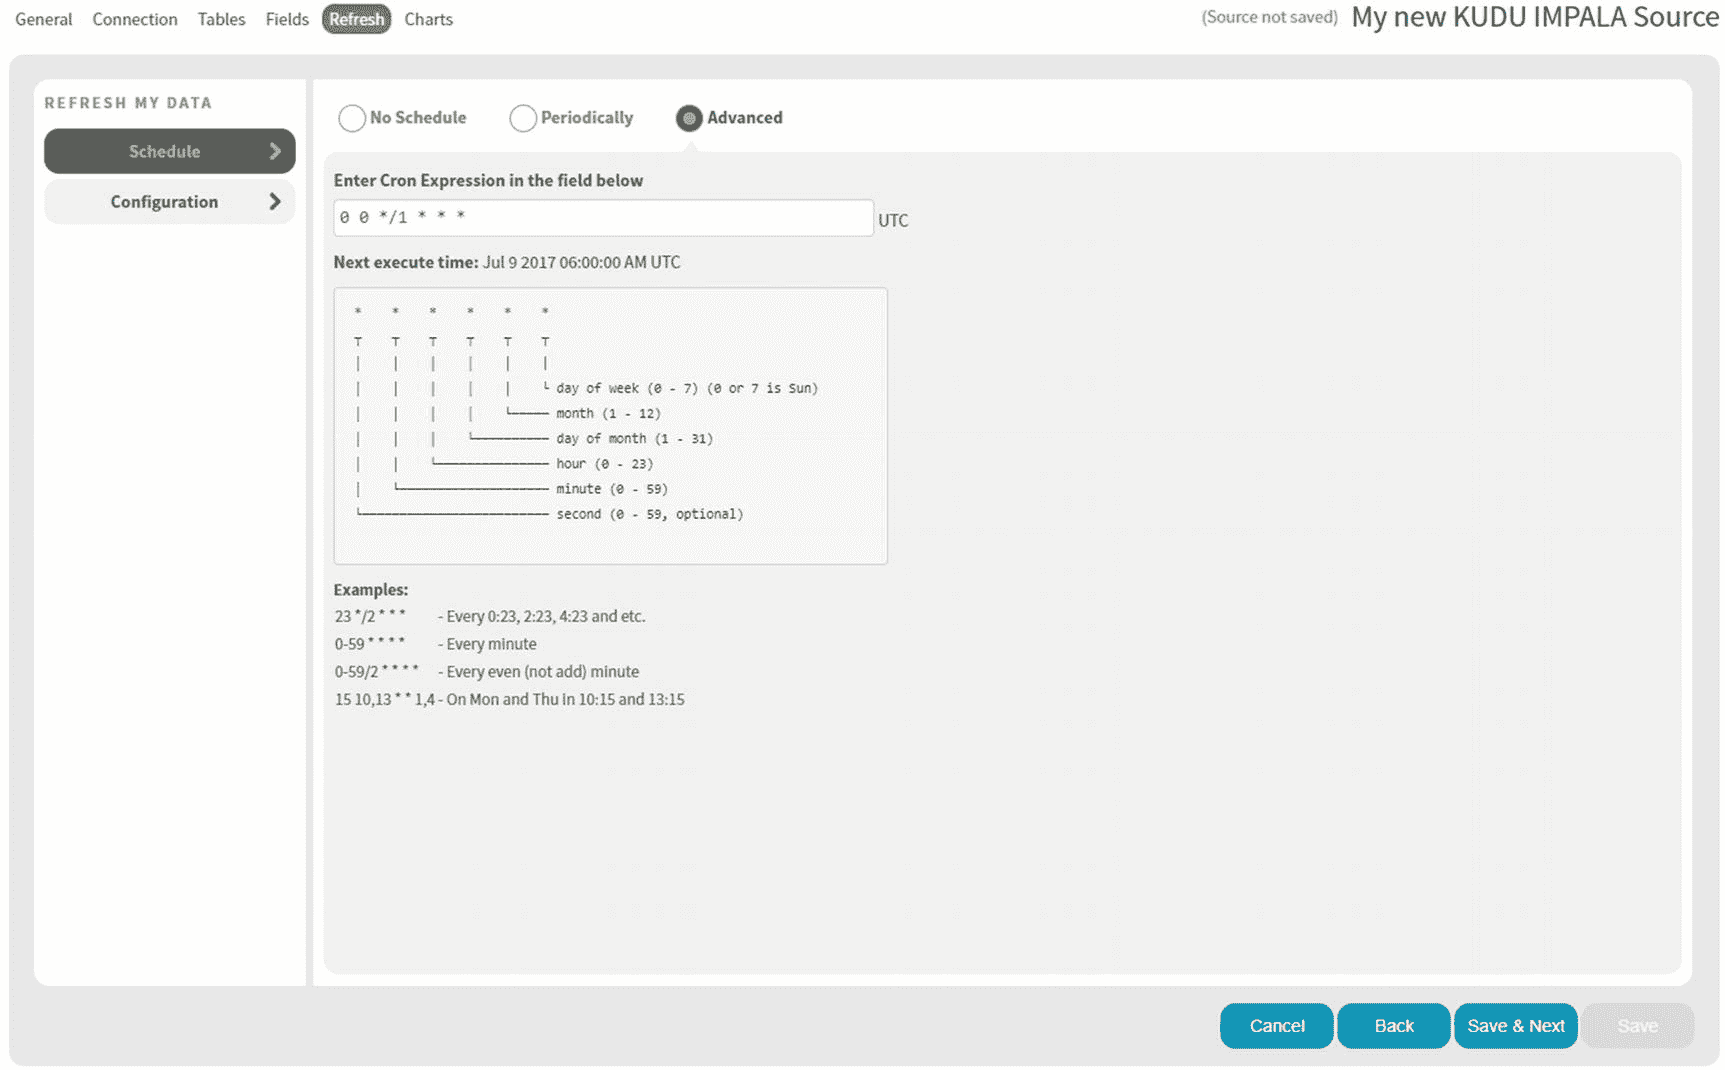 General Connection Tables Fields Refresh Charts
(Source not saved) My new KUDU IMPALA Source
REFRESH MY DATA
Schedule
Configuration
No Schedule Periodically Advanced
Enter Cron Expression in the field below
0 0 */1 * * * UTC
Next execute time: Jul 9 2017 06:00:00 AM UTC
* * * * * *
┬ ┬ ┬ ┬ ┬ ┬
│ │ │ │ │ |
│ │ │ │ │ └ day of week (0 - 7) (0 or 7 is Sun)
│ │ │ │ └───── month (1 - 12)
│ │ │ └────────── day of month (1 - 31)
│ │ └─────────────── hour (0 - 23)
│ └──────────────────── minute (0 - 59)
└───────────────────────── second (0 - 59, optional)
Examples:
23 */2 * * * - Every 0:23, 2:23, 4:23 and etc.
0-59 * * * * - Every minute
0-59/2 * * * * - Every even (not add) minute
15 10,13 * * 1,4 - On Mon and Thu in 10:15 and 13:15
Cancel Back Save & Next Save